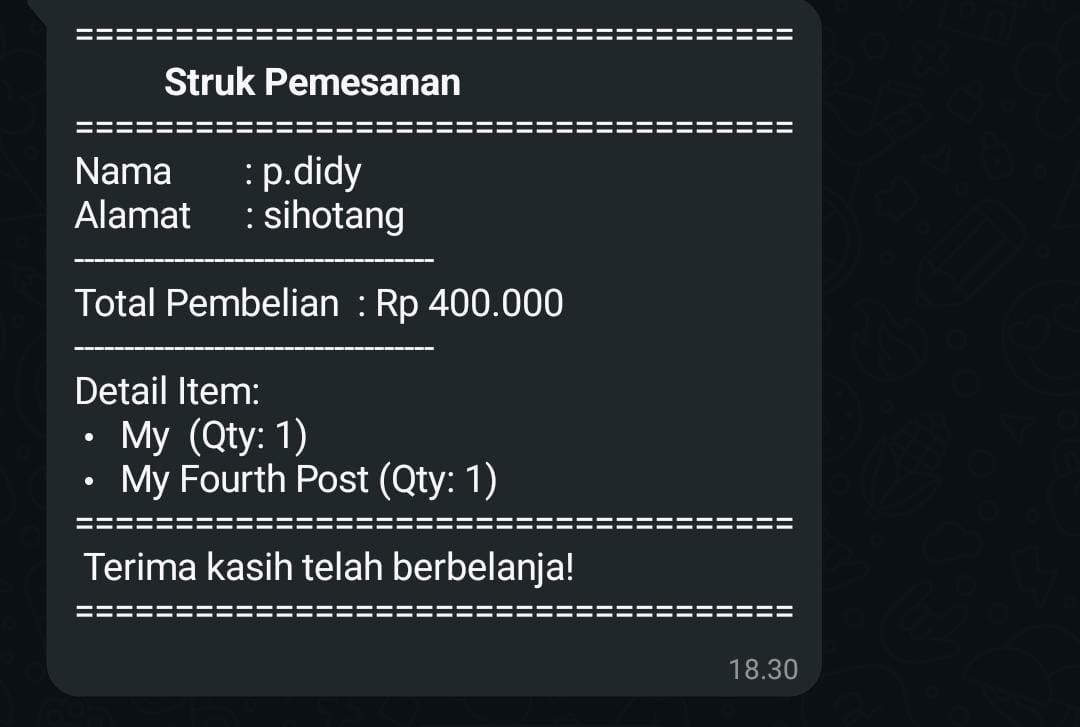 ====================================
Struk Pemesanan
====================================
Nama : p.didy
Alamat : sihotang
------------------------------------
Total Pembelian : Rp 400.000
------------------------------------
Detail Item:
• My (Qty: 1)
• My Fourth Post (Qty: 1)
====================================
Terima kasih telah berbelanja!
====================================
18.30